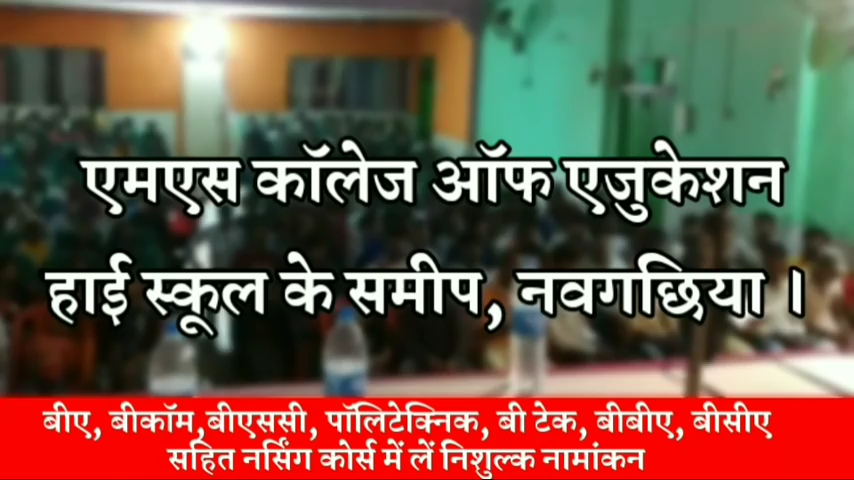 एमएस कॉलेज ऑफ एजुकेशन
हाई स्कूल के समीप, नवगछिया ।
बीए, बीकॉम,बीएससी, पॉलिटेक्निक, बी टेक, बीबीए, बीसीए
सहित नर्सिंग कोर्स में लें निशुल्क नामांकन